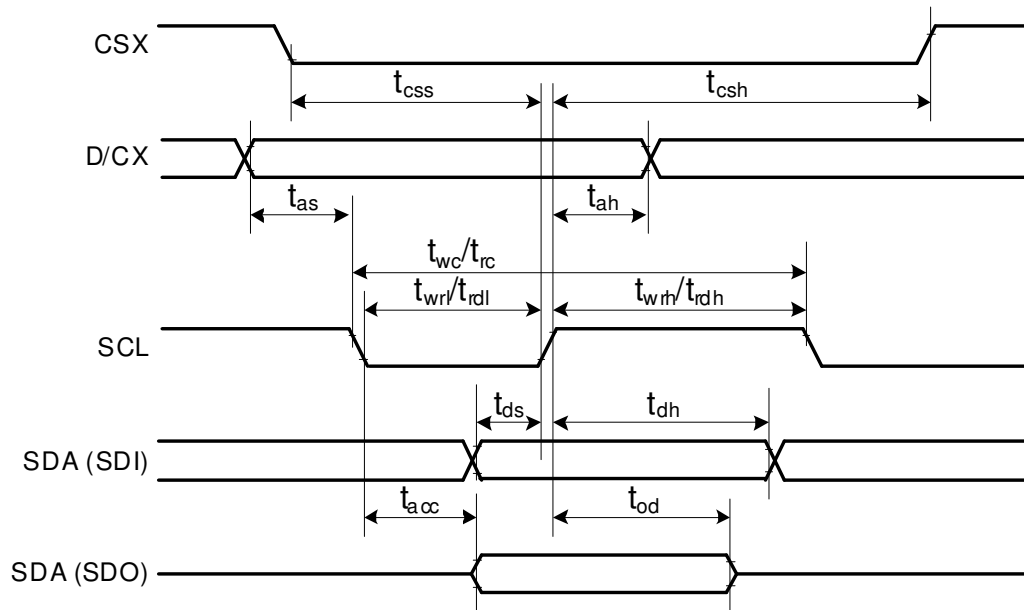 CSX
tcss
tcsh
D/CX
tas
tah
twc/trc
twrl/trdl
twrh/trdh
SCL
tds
tdh
SDA (SDI)
tacc
tod
SDA (SDO)